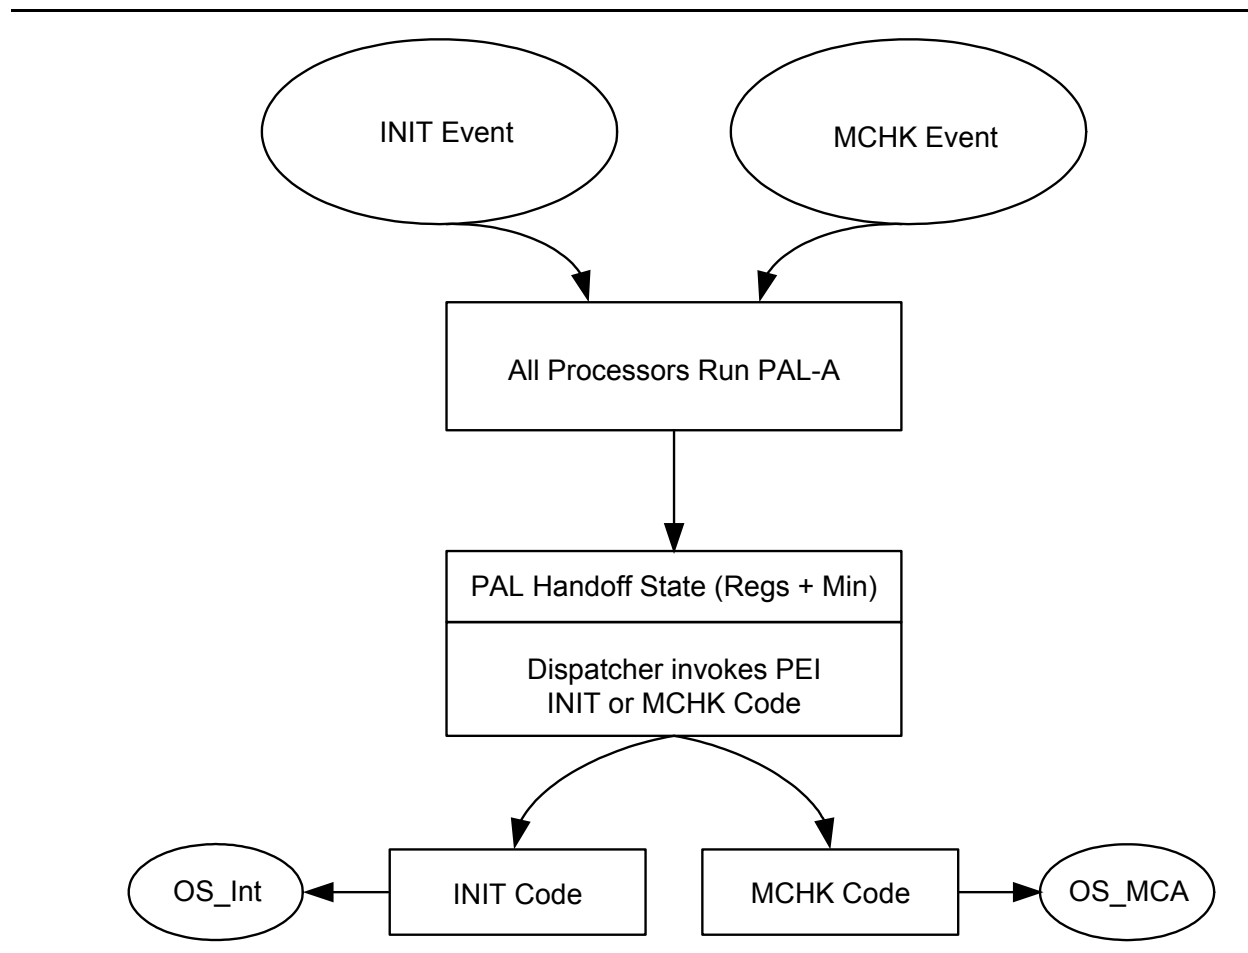 INIT Event
MCHK Event
All Processors Run PAL-A
PAL Handoff State (Regs + Min)
Dispatcher invokes PEI
INIT or MCHK Code
OS_Int
INIT Code
MCHK Code
OS_MCA